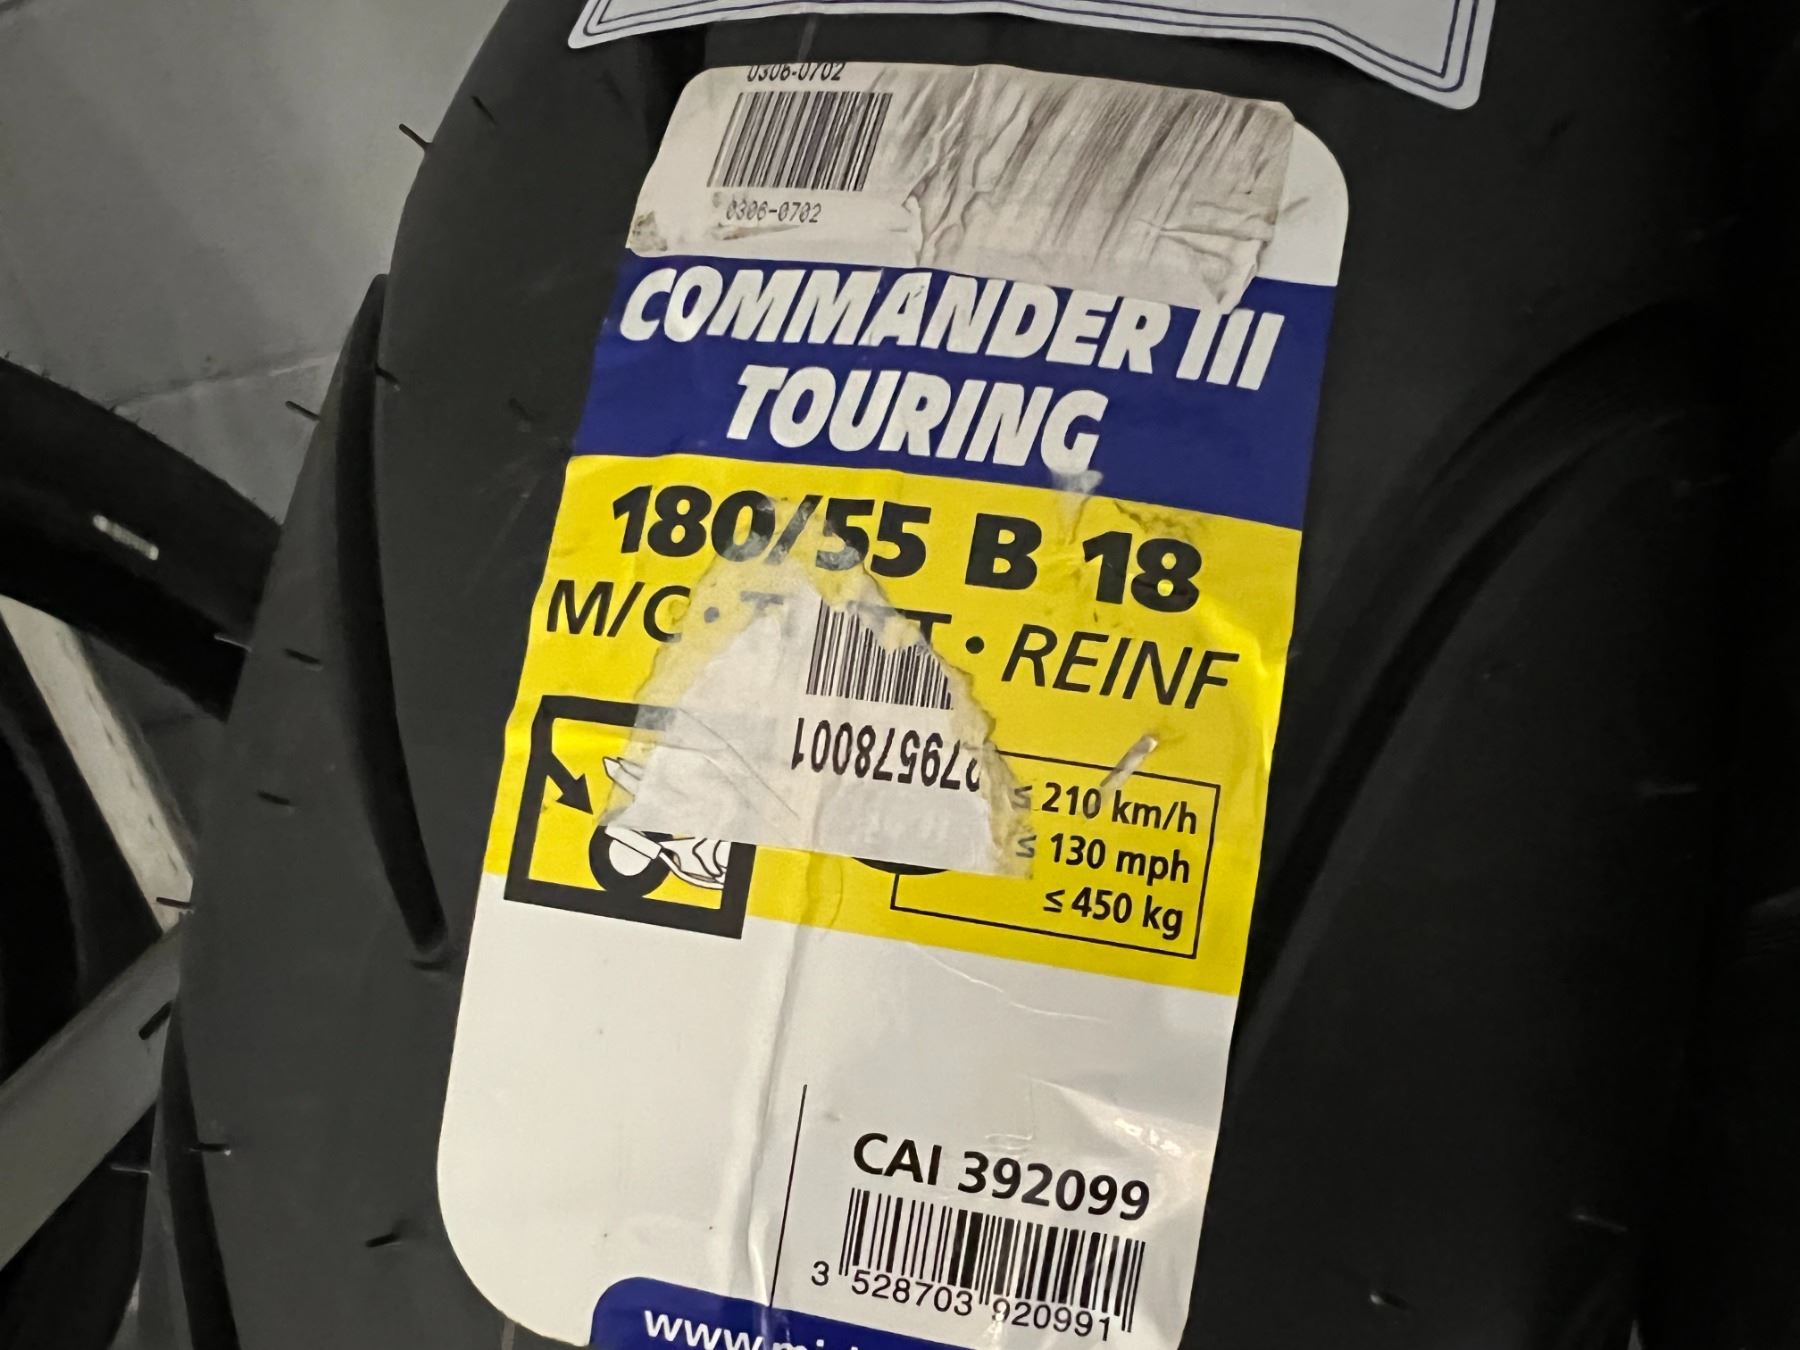 0306-0702
0306-0702
COMMANDER III
TOURING
180/55 B 18
M/C • REINF
79578001
≤ 210 km/h
≤ 130 mph
≤ 450 kg
CAI 392099
3 528703 920991